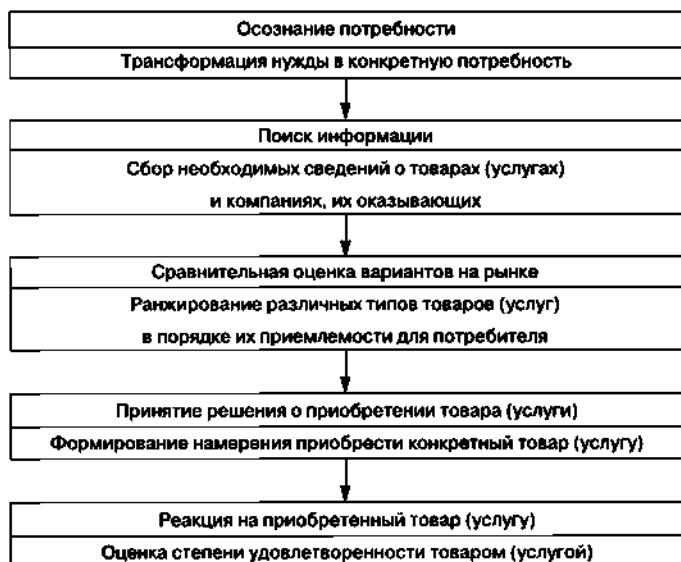 Осознание потребности
Трансформация нужды в конкретную потребность
Поиск информации
Сбор необходимых сведений о товарах (услугах)
и компаниях, их оказывающих
Сравнительная оценка вариантов на рынке
Ранжирование различных типов товаров (услуг)
в порядке их приемлемости для потребителя
Принятие решения о приобретении товара (услуги)
Формирование намерения приобрести конкретный товар (услугу)
Реакция на приобретенный товар (услугу)
Оценка степени удовлетворенности товаром (услугой)